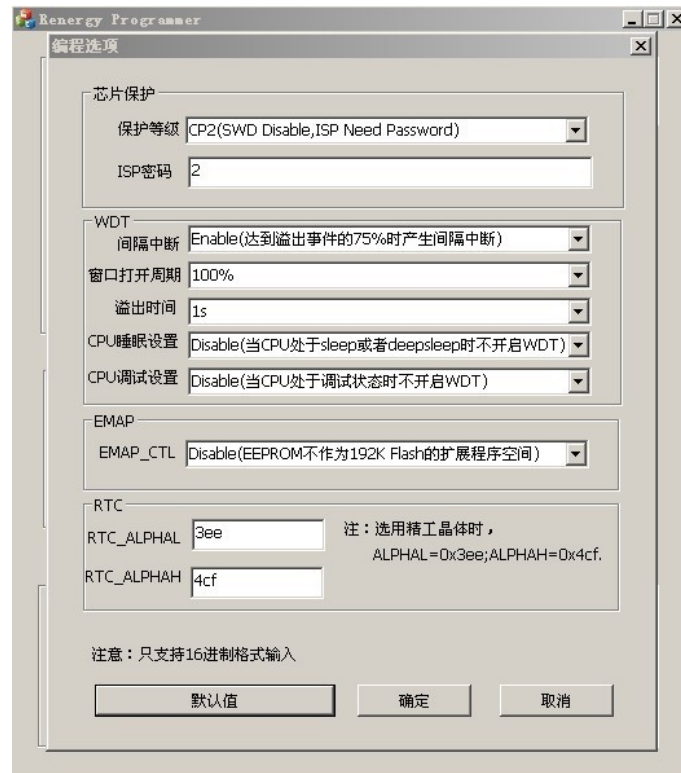 Renergy Programmer
编程选项
芯片保护
保护等级 CP2(SWD Disable,ISP Need Password)
ISP密码 2
WDT
间隔中断 Enable(达到溢出事件的75%时产生间隔中断)
窗口打开周期 100%
溢出时间 1s
CPU睡眠设置 Disable(当CPU处于sleep或者deepsleep时不开启WDT)
CPU调试设置 Disable(当CPU处于调试状态时不开启WDT)
EMAP
EMAP_CTL Disable(EEPROM不作为192K Flash的扩展程序空间)
RTC
RTC_ALPHAL 3ee 注：选用精工晶体时，
ALPHAL=0x3ee;ALPHAH=0x4cf.
RTC_ALPHAH 4cf
注意：只支持16进制格式输入
默认值 确定 取消